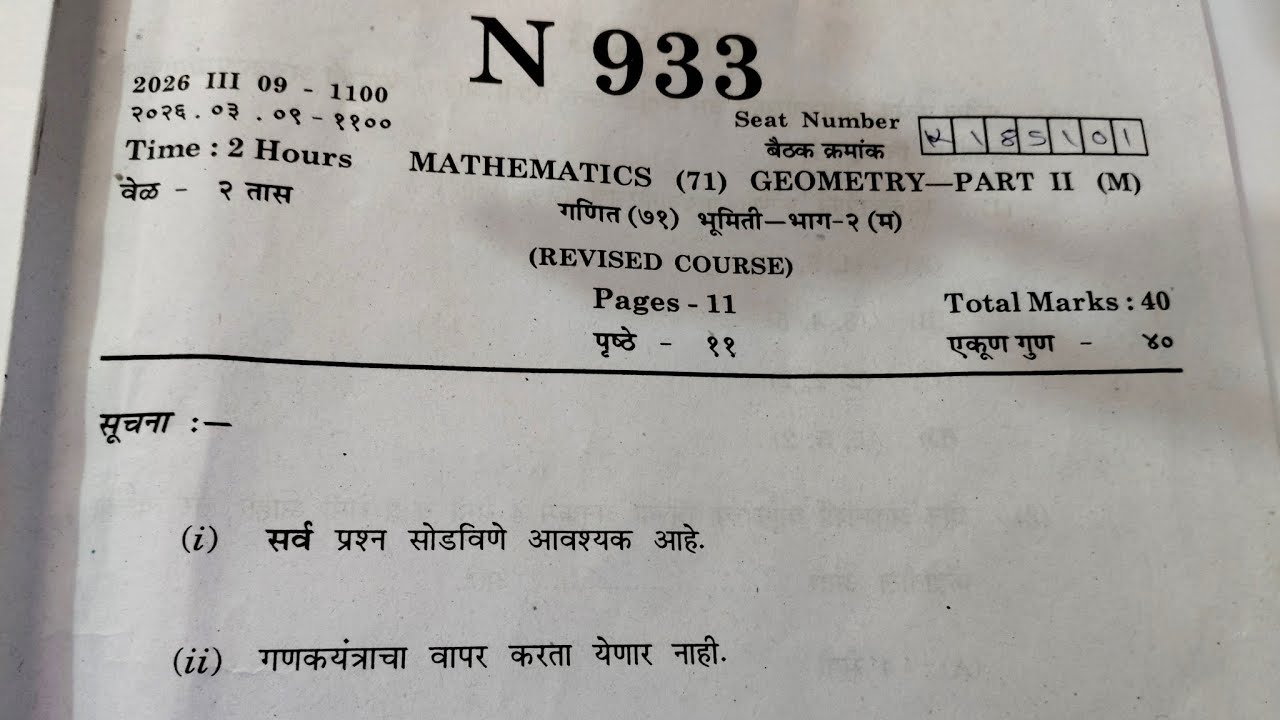 N 933
2026 III 09 - 1100
२०२६ . ०३ . ०९ - ११००
Seat Number
बैठक क्रमांक
K185101
Time : 2 Hours
वेळ - २ तास
MATHEMATICS (71) GEOMETRY—PART II (M)
गणित (७१) भूमिती—भाग-२ (म)
(REVISED COURSE)
Pages - 11
Total Marks : 40
पृष्ठे - ११
एकूण गुण - ४०
सूचना :—
(i) सर्व प्रश्न सोडविणे आवश्यक आहे.
(ii) गणकयंत्राचा वापर करता येणार नाही.